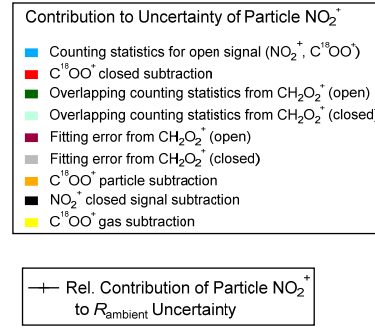 Contribution to Uncertainty of Particle NO₂⁺
Counting statistics for open signal (NO₂⁺, C¹⁸OO⁺)
C¹⁸OO⁺ closed subtraction
Overlapping counting statistics from CH₂O₂⁺ (open)
Overlapping counting statistics from CH₂O₂⁺ (closed)
Fitting error from CH₂O₂⁺ (open)
Fitting error from CH₂O₂⁺ (closed)
C¹⁸OO⁺ particle subtraction
NO₂⁺ closed signal subtraction
C¹⁸OO⁺ gas subtraction
Rel. Contribution of Particle NO₂⁺
to R_ambient Uncertainty